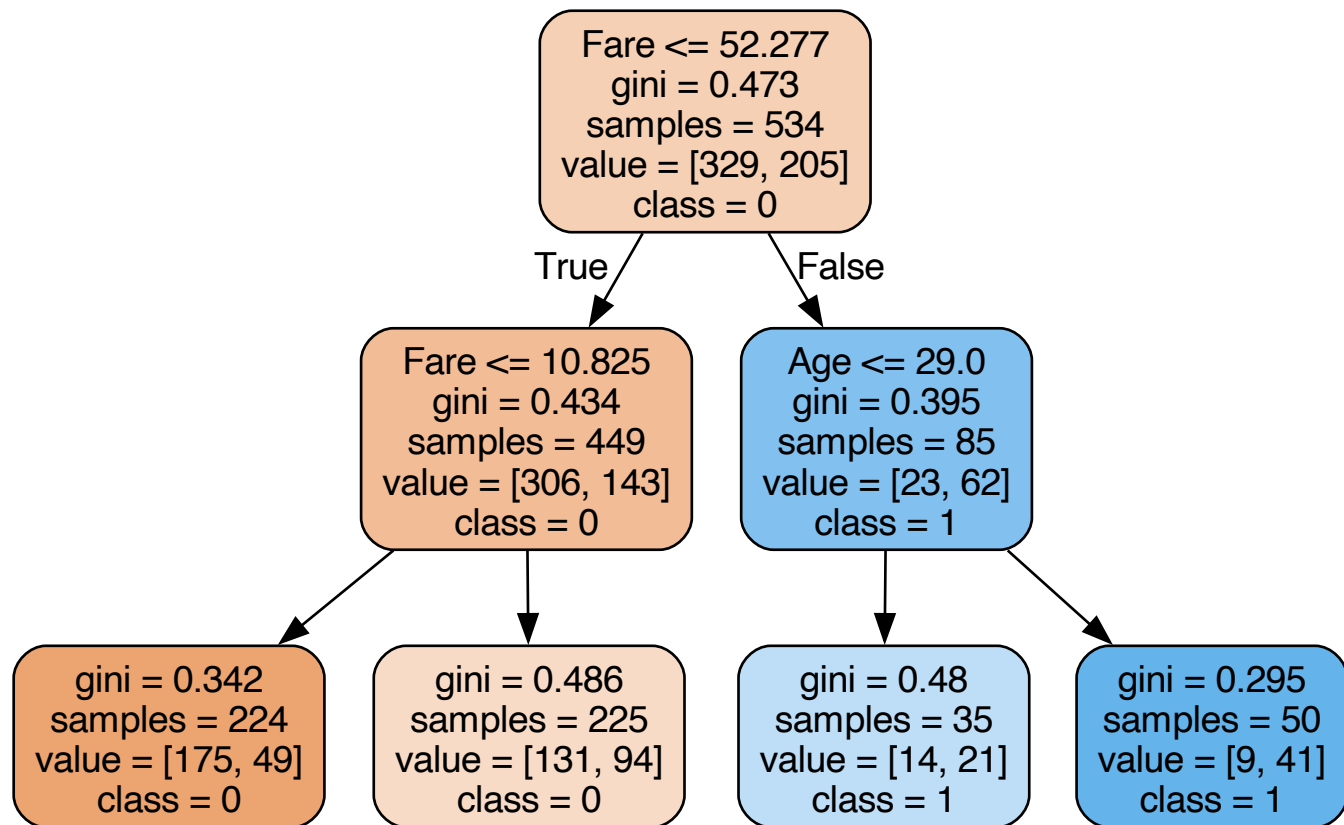 Fare <= 52.277
gini = 0.473
samples = 534
value = [329, 205]
class = 0
True
False
Fare <= 10.825
gini = 0.434
samples = 449
value = [306, 143]
class = 0
Age <= 29.0
gini = 0.395
samples = 85
value = [23, 62]
class = 1
gini = 0.342
samples = 224
value = [175, 49]
class = 0
gini = 0.486
samples = 225
value = [131, 94]
class = 0
gini = 0.48
samples = 35
value = [14, 21]
class = 1
gini = 0.295
samples = 50
value = [9, 41]
class = 1